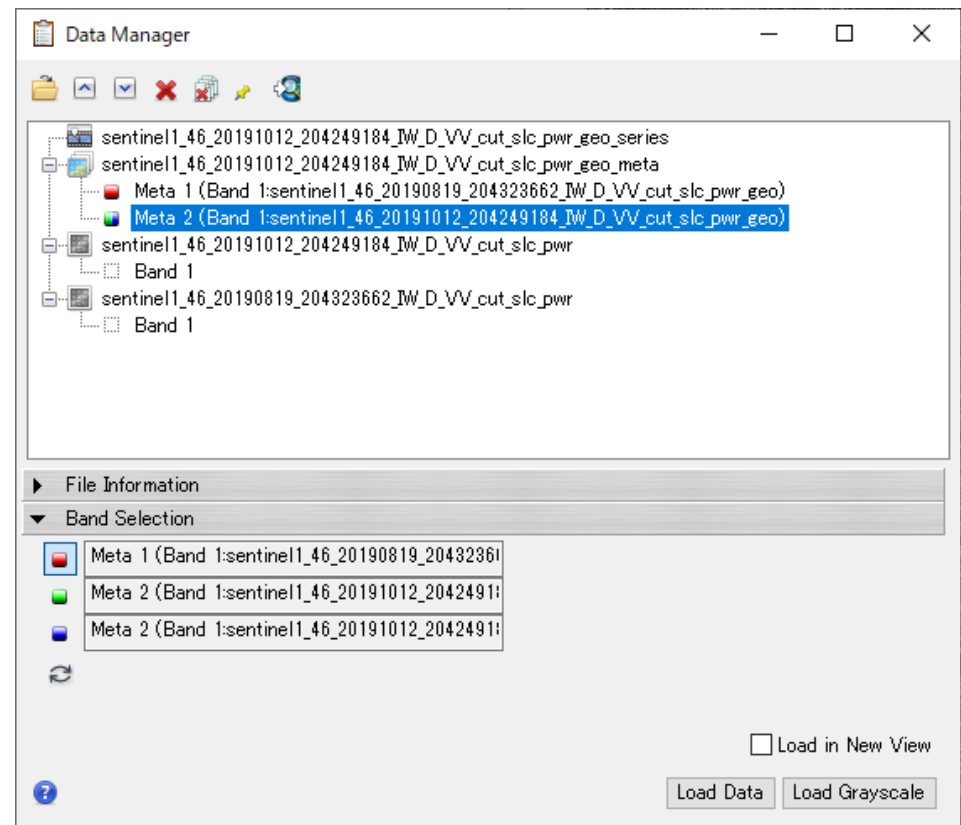 Data Manager
sentinel1_46_20191012_204249184_IW_D_VV_cut_slc_pwr_geo_series
sentinel1_46_20191012_204249184_IW_D_VV_cut_slc_pwr_geo_meta
Meta 1 (Band 1:sentinel1_46_20190819_204323662_IW_D_VV_cut_slc_pwr_geo)
Meta 2 (Band 1:sentinel1_46_20191012_204249184_IW_D_VV_cut_slc_pwr_geo)
sentinel1_46_20191012_204249184_IW_D_VV_cut_slc_pwr
Band 1
sentinel1_46_20190819_204323662_IW_D_VV_cut_slc_pwr
Band 1
File Information
Band Selection
Meta 1 (Band 1:sentinel1_46_20190819_2043236
Meta 2 (Band 1:sentinel1_46_20191012_2042491
Meta 2 (Band 1:sentinel1_46_20191012_2042491
Load in New View
Load Data
Load Grayscale